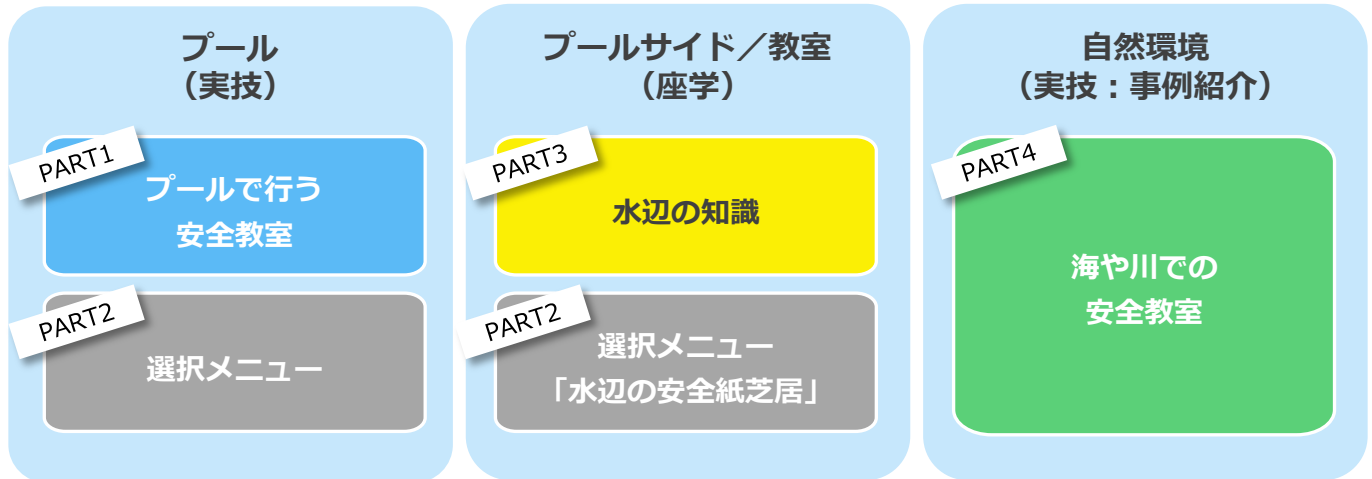 プール
（実技）
PART1
プールで行う
安全教室
PART2
選択メニュー
プールサイド／教室
（座学）
PART3
水辺の知識
PART2
選択メニュー
「水辺の安全紙芝居」
自然環境
（実技：事例紹介）
PART4
海や川での
安全教室